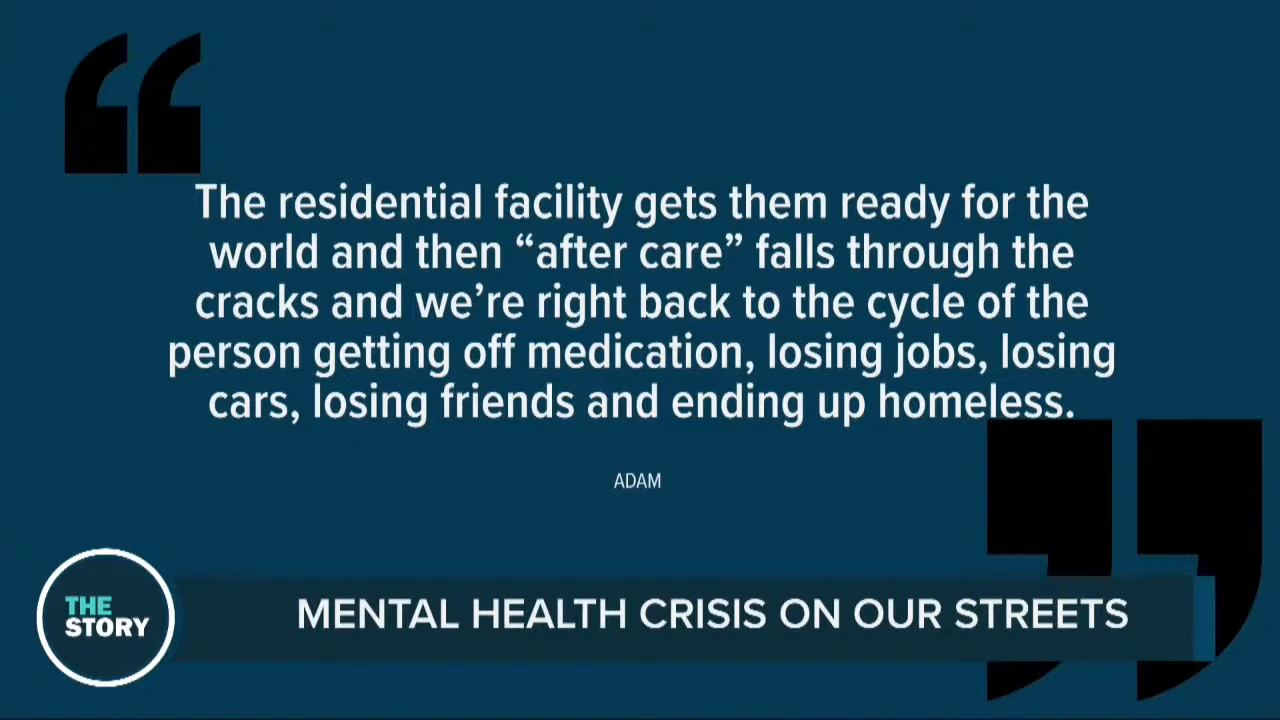 The residential facility gets them ready for the
world and then “after care” falls through the
cracks and we’re right back to the cycle of the
person getting off medication, losing jobs, losing
cars, losing friends and ending up homeless.
ADAM
THE
STORY
MENTAL HEALTH CRISIS ON OUR STREETS